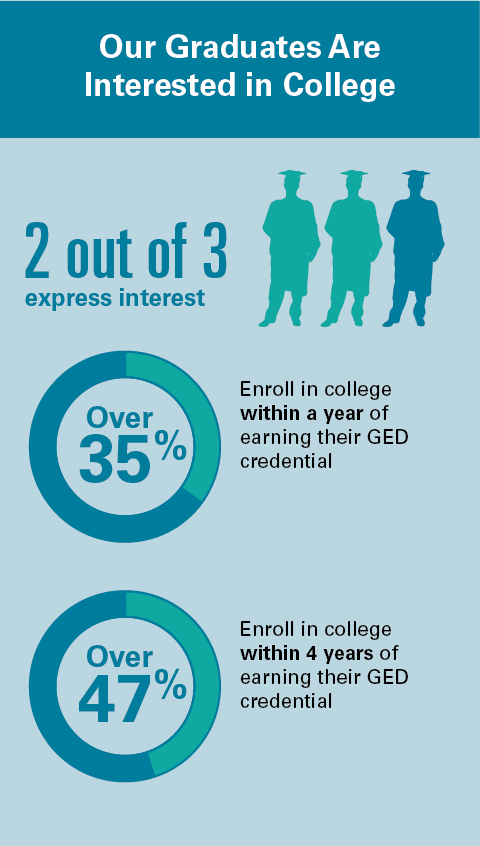 Our Graduates Are
Interested in College
2 out of 3
express interest
Over
35%
Enroll in college
within a year of
earning their GED
credential
Over
47%
Enroll in college
within 4 years of
earning their GED
credential